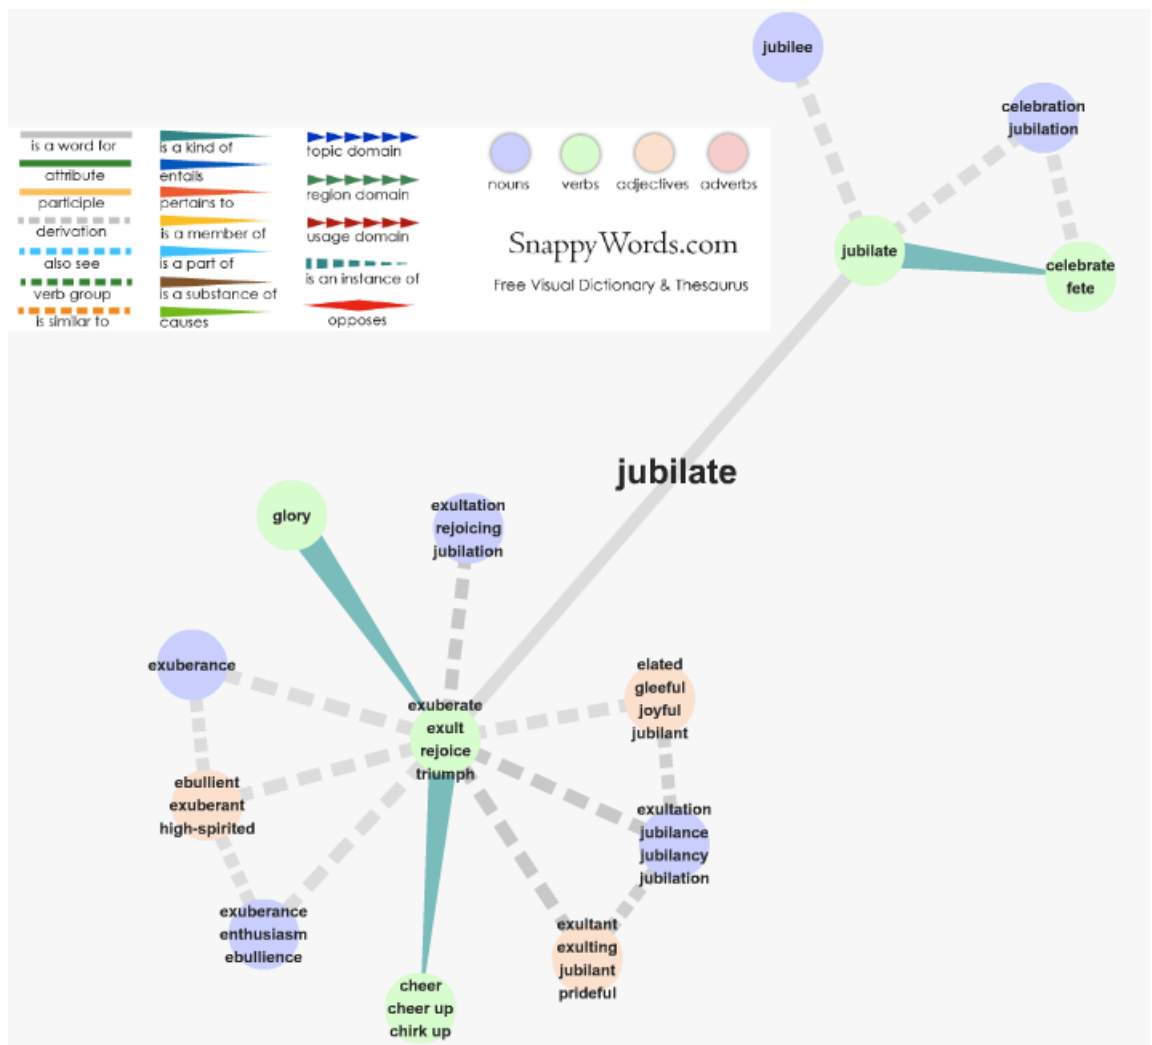 jubilee
celebration
jubilation
is a word for
attribute
participle
derivation
also see
verb group
is similar to
is a kind of
entails
pertains to
is a member of
is a part of
is a substance of
causes
topic domain
region domain
usage domain
is an instance of
opposes
nouns
verbs
adjectives
adverbs
SnappyWords.com
Free Visual Dictionary & Thesaurus
jubilate
celebrate
fete
jubilate
glory
exultation
rejoicing
jubilation
exuberance
elated
gleeful
joyful
jubilant
exuberate
exult
rejoice
triumph
ebullient
exuberant
high-spirited
exultation
jubilance
jubilancy
jubilation
exuberance
enthusiasm
ebullience
exultant
exulting
jubilant
prideful
cheer
cheer up
chirk up